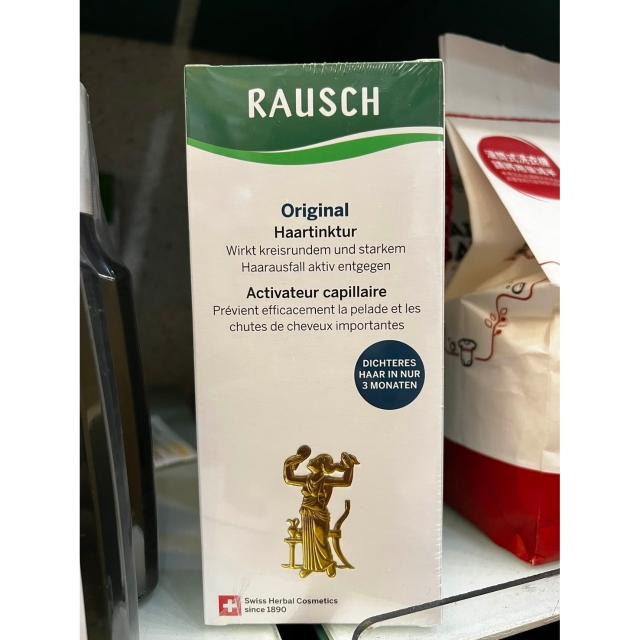 RAUSCH
Original
Haartinktur
Wirkt kreisrundem und starkem
Haarausfall aktiv entgegen
Activateur capillaire
Prévient efficacement la pelade et les
chutes de cheveux importantes
DICHTERES
HAAR IN NUR
3 MONATEN
Swiss Herbal Cosmetics
since 1890